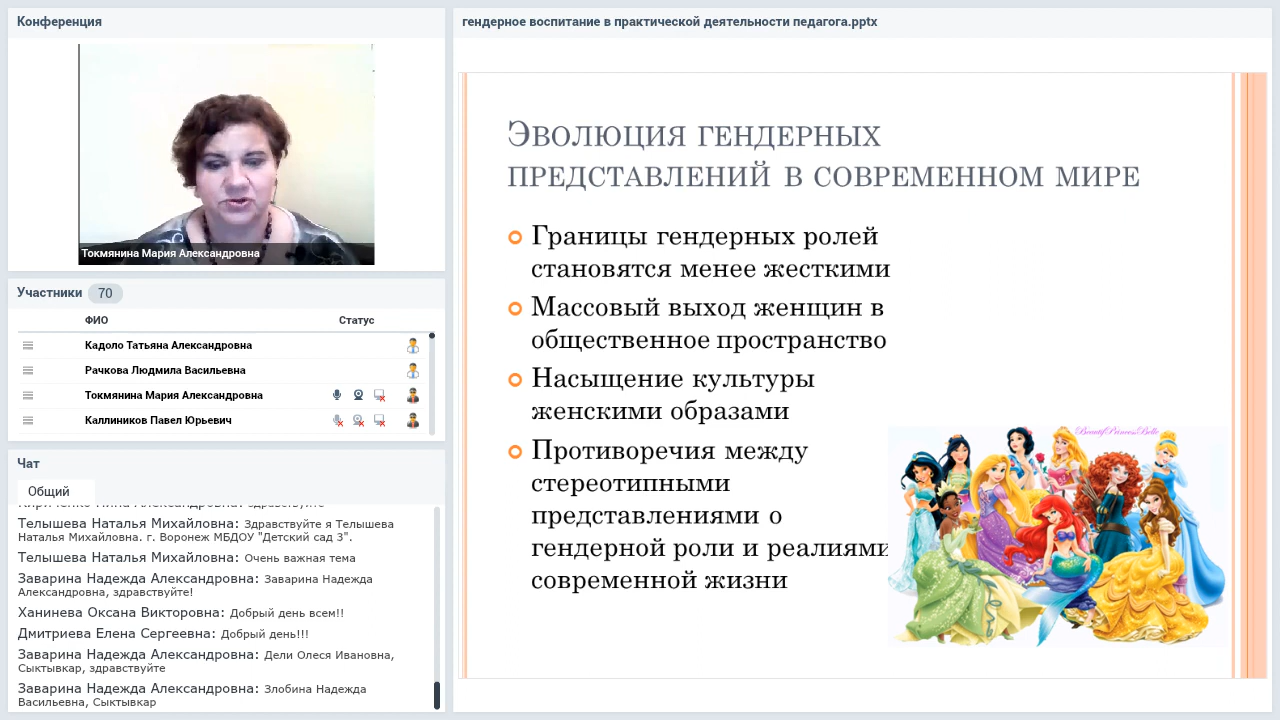 Конференция
Токмянина Мария Александровна
Участники 70
ФИО Статус
Кадоло Татьяна Александровна
Рачкова Людмила Васильевна
Токмянина Мария Александровна
Каллиников Павел Юрьевич
Чат
Общий
Телышева Наталья Михайловна: Здравствуйте я Телышева
Наталья Михайловна. г. Воронеж МБДОУ "Детский сад 3".
Телышева Наталья Михайловна: Очень важная тема
Заварина Надежда Александровна: Заварина Надежда
Александровна, здравствуйте!
Ханинева Оксана Викторовна: Добрый день всем!!
Дмитриева Елена Сергеевна: Добрый день!!!
Заварина Надежда Александровна: Дели Олеся Ивановна,
Сыктывкар, здравствуйте
Заварина Надежда Александровна: Злобина Надежда
Васильевна, Сыктывкар
гендерное воспитание в практической деятельности педагога.pptx
Эволюция гендерных
представлений в современном мире
Границы гендерных ролей
становятся менее жесткими
Массовый выход женщин в
общественное пространство
Насыщение культуры
женскими образами
Противоречия между
стереотипными
представлениями о
гендерной роли и реалиями
современной жизни
BeautifPrincessBelle